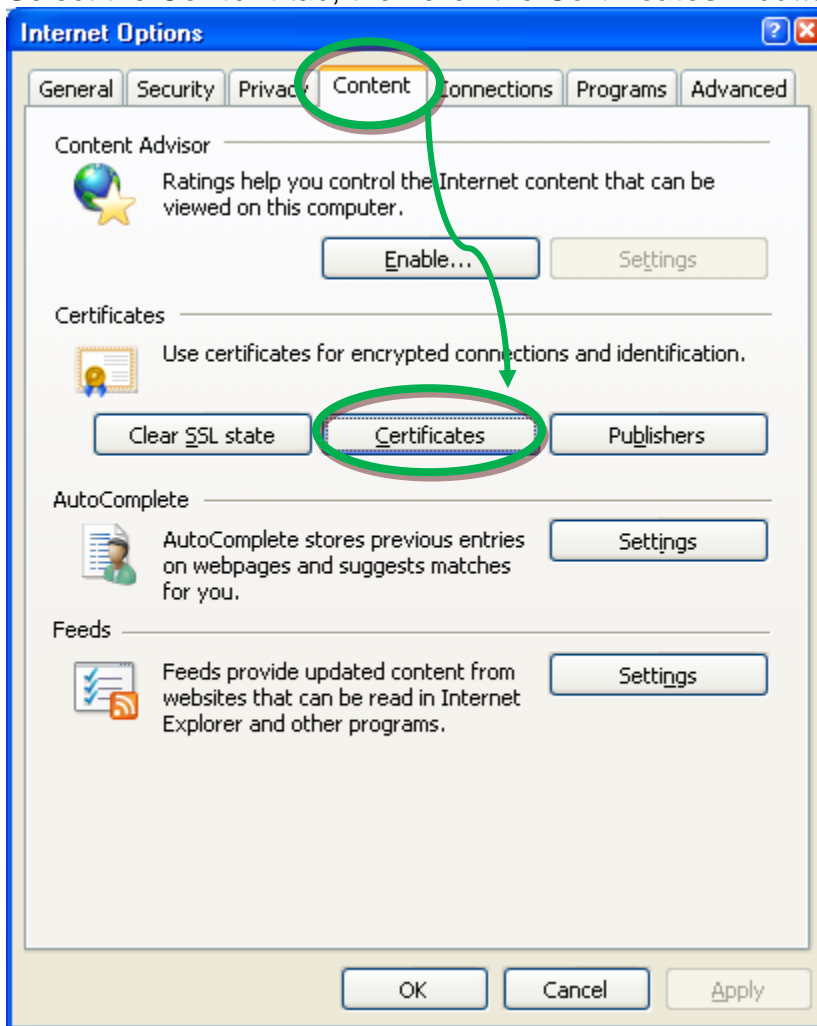 Internet Options
General Security Privacy Content Connections Programs Advanced
Content Advisor
Ratings help you control the Internet content that can be
viewed on this computer.
Enable... Settings
Certificates
Use certificates for encrypted connections and identification.
Clear SSL state Certificates Publishers
AutoComplete
AutoComplete stores previous entries
on webpages and suggests matches
for you.
Settings
Feeds
Feeds provide updated content from
websites that can be read in Internet
Explorer and other programs.
Settings
OK Cancel Apply